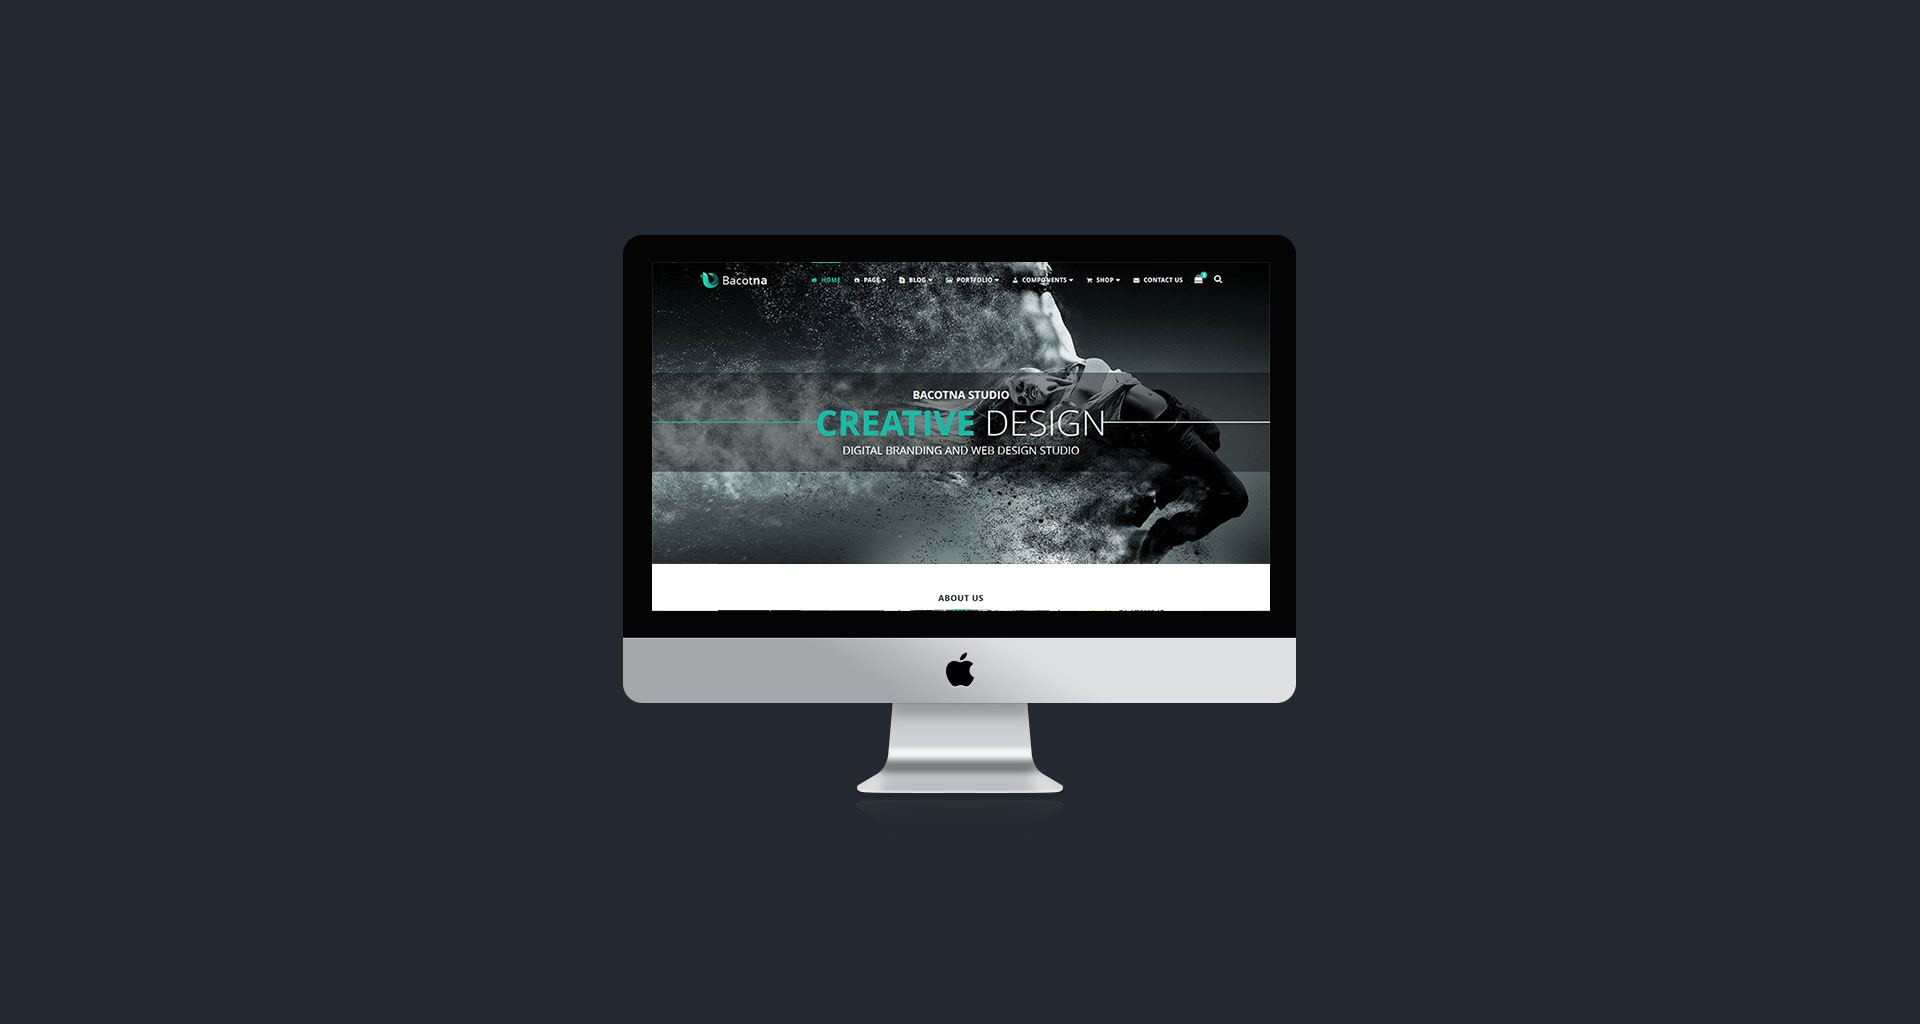 Bacotna HOME PAGE BLOG PORTFOLIO COMPONENTS SHOP CONTACT US
BACOTNA STUDIO
CREATIVE DESIGN
DIGITAL BRANDING AND WEB DESIGN STUDIO
ABOUT US